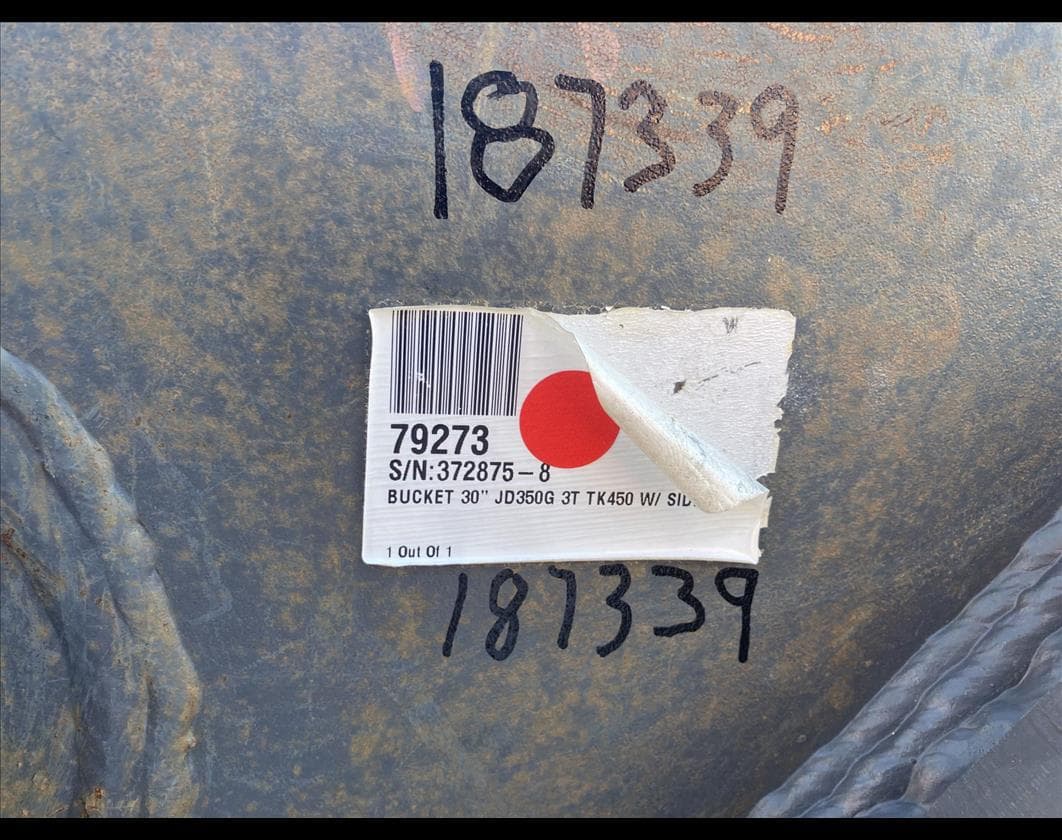 187339
79273
S/N:372875-8
BUCKET 30" JD350G 3T TK450 W/
1 Out Of 1
187339